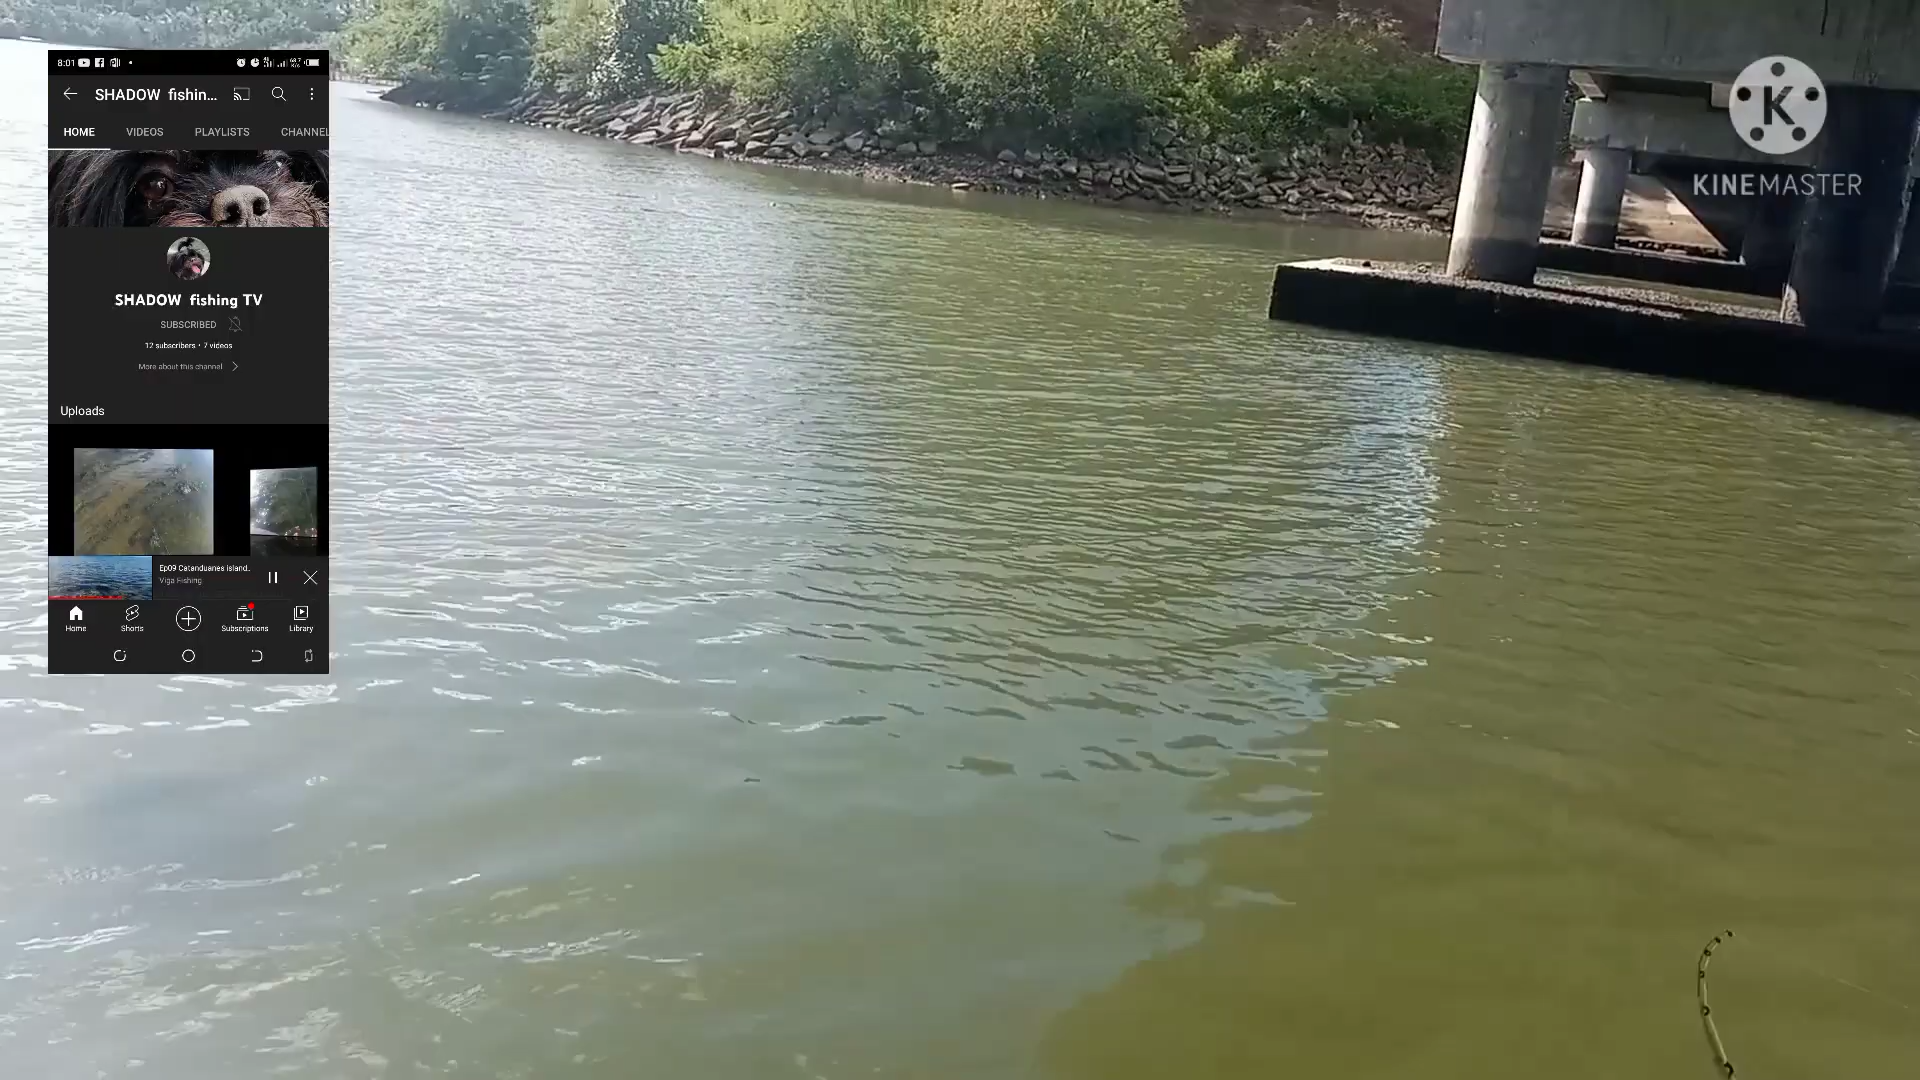 8:01
SHADOW fishin...
HOME VIDEOS PLAYLISTS CHANNEL
SHADOW fishing TV
SUBSCRIBED
12 subscribers • 7 videos
More about this channel
Uploads
Ep09 Catanduanes island..
Viga Fishing
Home Shorts Subscriptions Library
KINEMASTER